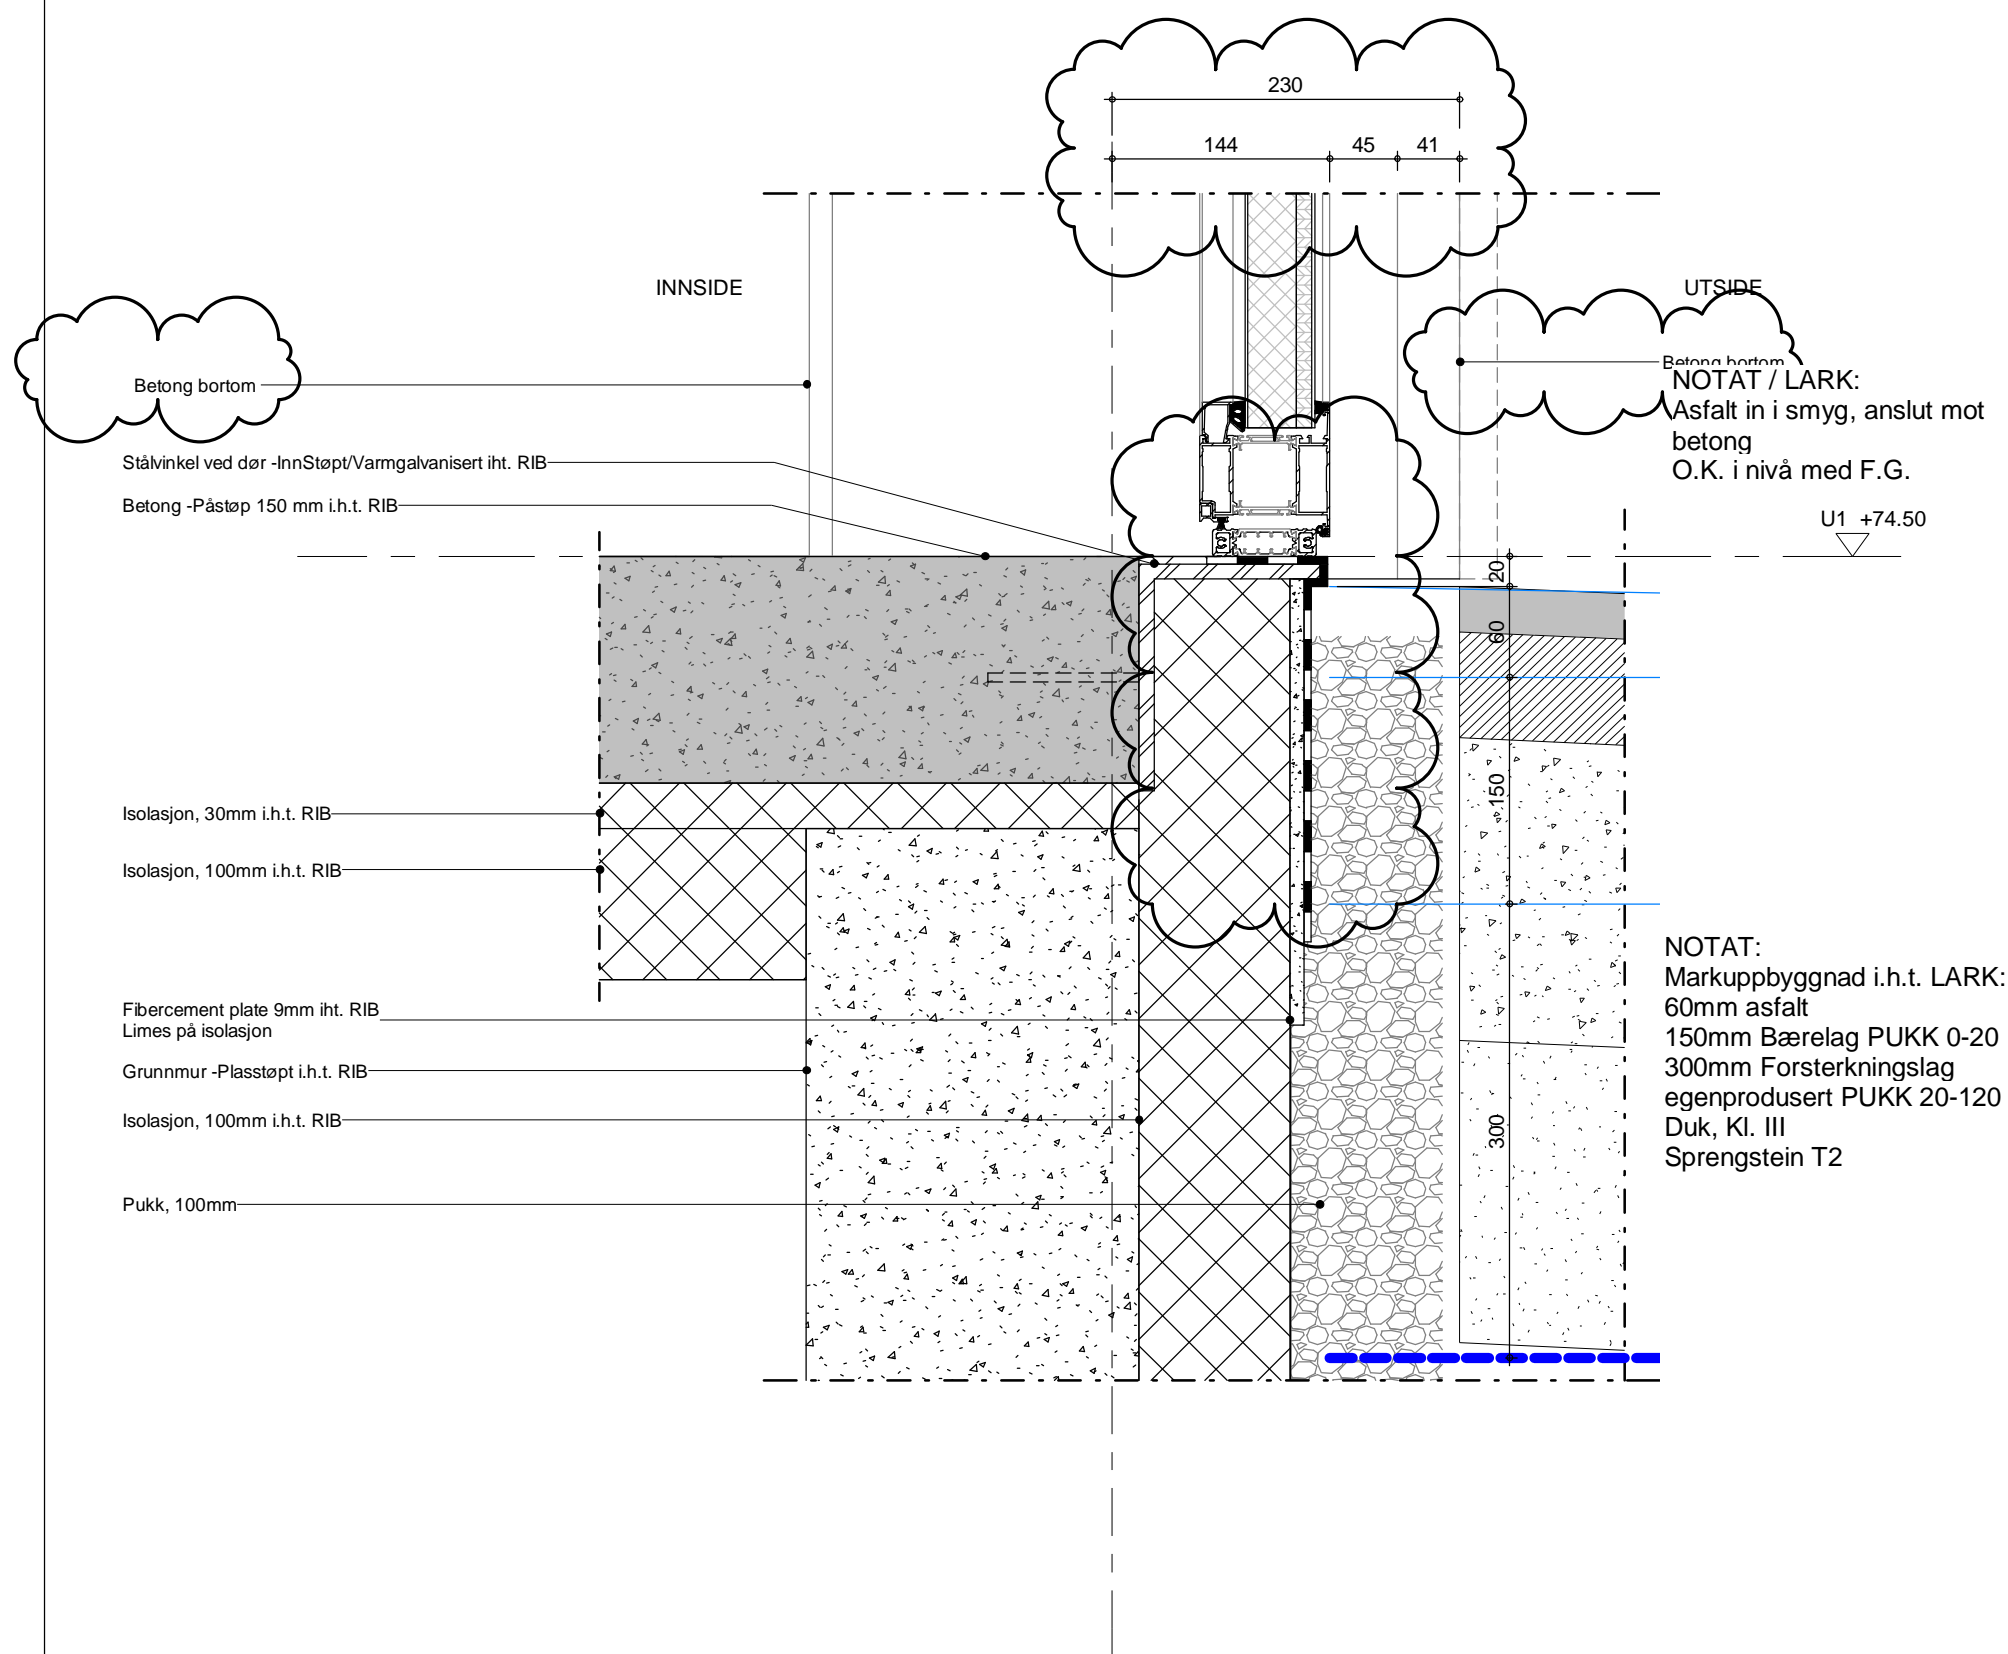 230
144
45
41
INNSIDE
UTSIDE
Betong bortom
Betong bortom
NOTAT / LARK:
Asfalt in i smyg, anslut mot
betong
O.K. i nivå med F.G.
Stålvinkel ved dør -InnStøpt/Varmgalvanisert iht. RIB
Betong -Påstøp 150 mm i.h.t. RIB
U1 +74.50
20
60
150
300
Isolasjon, 30mm i.h.t. RIB
Isolasjon, 100mm i.h.t. RIB
Fibercement plate 9mm iht. RIB
Limes på isolasjon
Grunnmur -Plasstøpt i.h.t. RIB
Isolasjon, 100mm i.h.t. RIB
Pukk, 100mm
NOTAT:
Markuppbyggnad i.h.t. LARK:
60mm asfalt
150mm Bærelag PUKK 0-20
300mm Forsterkningslag
egenprodusert PUKK 20-120
Duk, Kl. III
Sprengstein T2